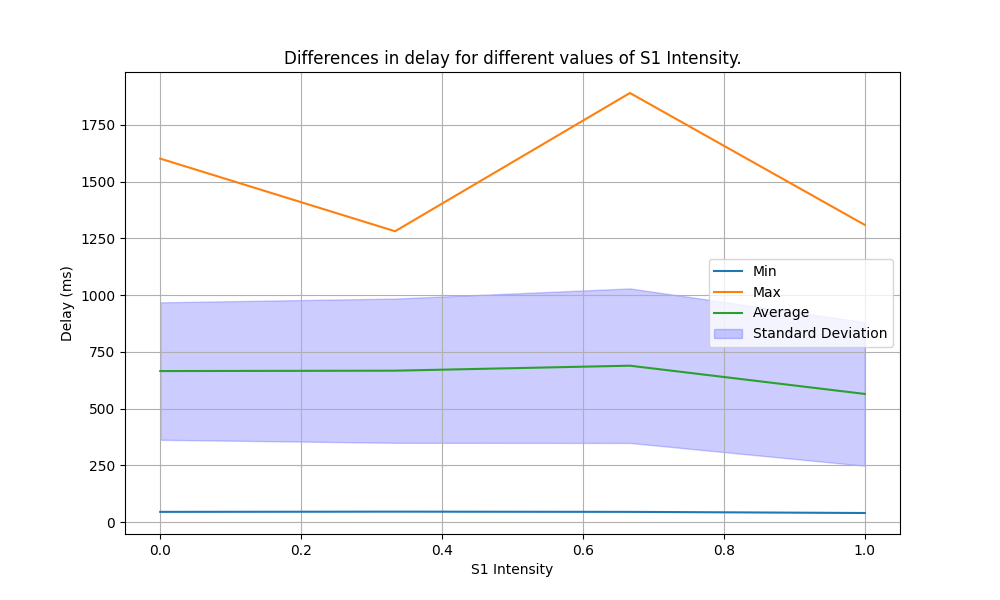 Differences in delay for different values of S1 Intensity.
Delay (ms)
1750
1500
1250
1000
750
500
250
0
Min
Max
Average
Standard Deviation
0.0 0.2 0.4 0.6 0.8 1.0
S1 Intensity